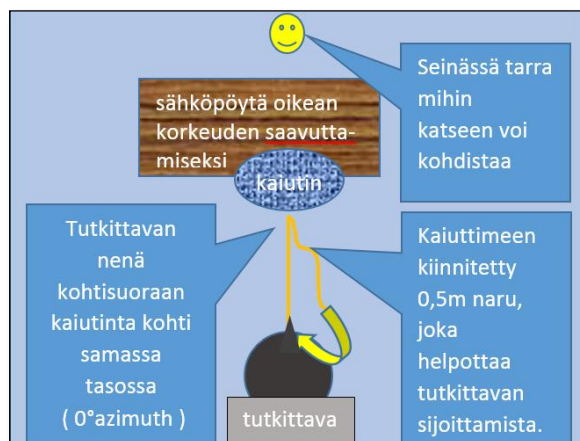 Seinässä tarra
mihin
katseen voi
kohdistaa
sähköpöytä oikean
korkeuden saavutta-
miseksi
kaiutin
Tutkittavan
nenä
kohtisuoraan
kaiutinta kohti
samassa
tasossa
( 0°azimuth )
Kaiuttimeen
kiinnitetty
0,5m naru,
joka
helpottaa
tutkittavan
sijoittamista.
tutkittava